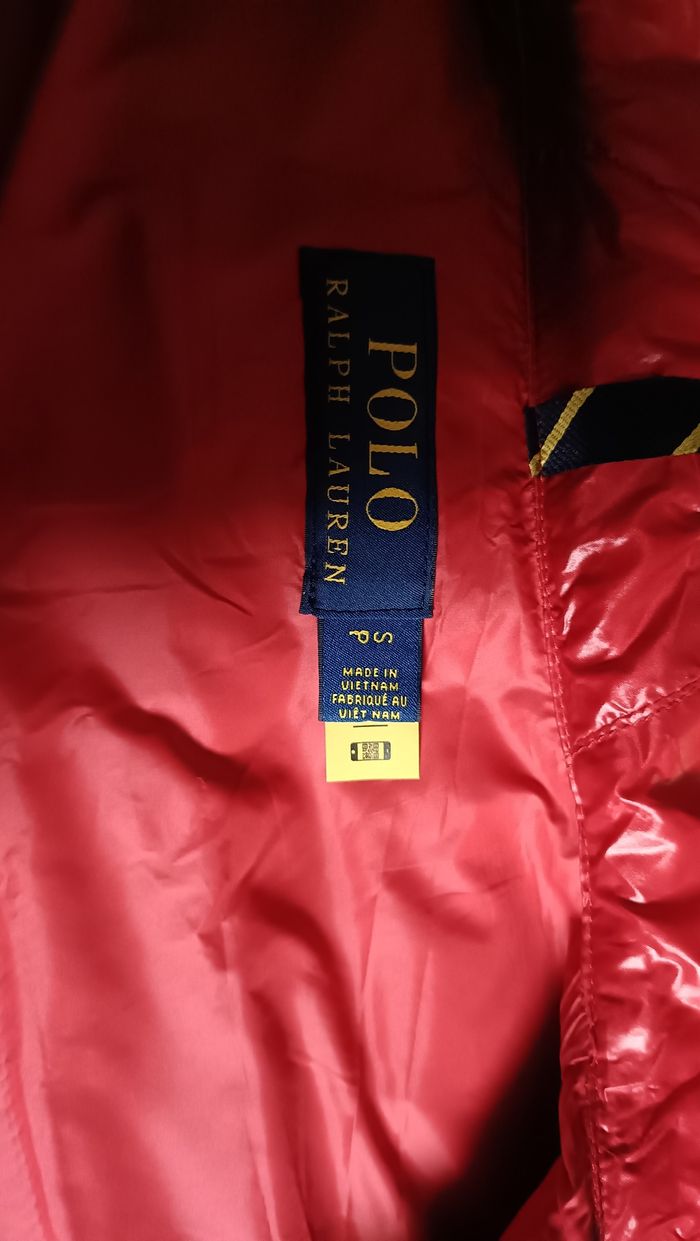 POLO
RALPH LAUREN
S
P
MADE IN
VIETNAM
FABRIQUÉ AU
VIÊT NAM